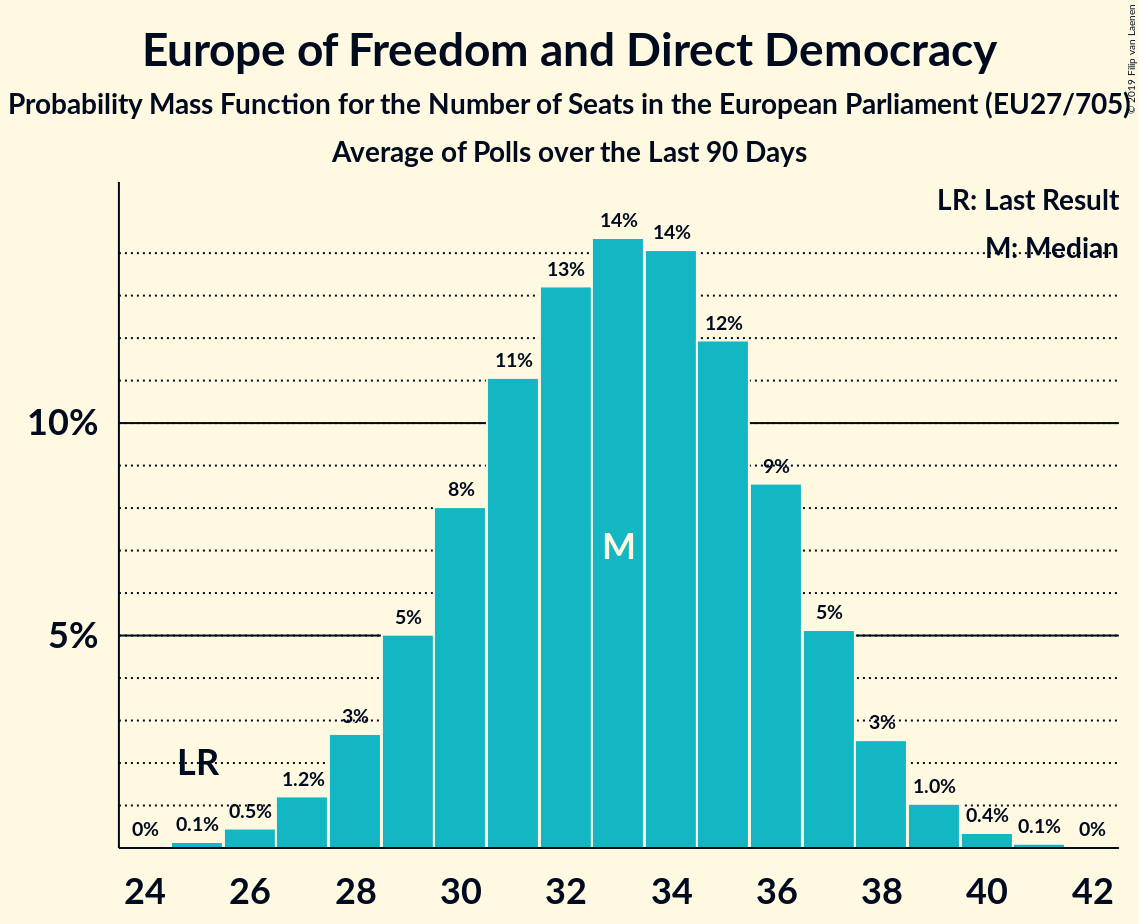 Europe of Freedom and Direct Democracy
Probability Mass Function for the Number of Seats in the European Parliament (EU27/705)
Average of Polls over the Last 90 Days
© 2019 Filip van Laenen
LR: Last Result
M: Median
14%
14%
13%
12%
11%
10%
9%
8%
M
5%
5%
5%
3%
3%
LR
1.2%
1.0%
0.5%
0.4%
0.1%
0.1%
0%
0%
24 26 28 30 32 34 36 38 40 42